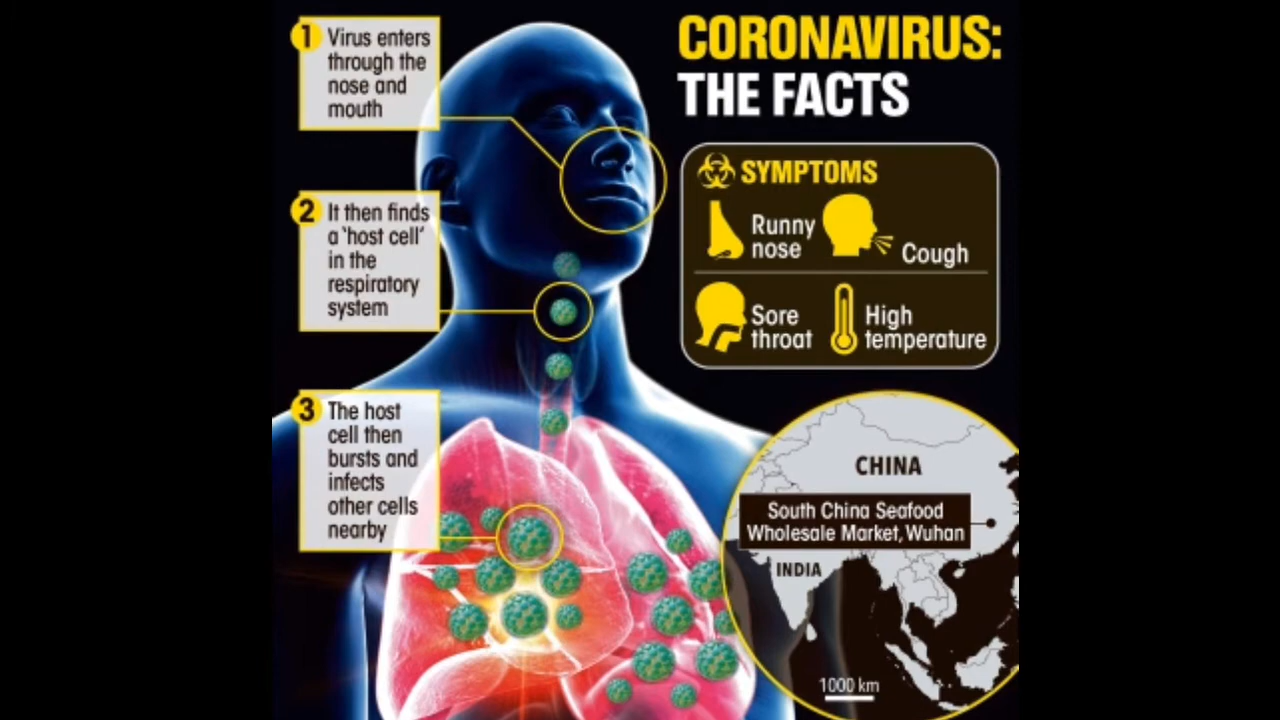 CORONAVIRUS:
THE FACTS
1 Virus enters
through the
nose and
mouth
2 It then finds
a ‘host cell’
in the
respiratory
system
3 The host
cell then
bursts and
infects
other cells
nearby
SYMPTOMS
Runny
nose
Cough
Sore
throat
High
temperature
CHINA
South China Seafood
Wholesale Market, Wuhan
INDIA
1000 km